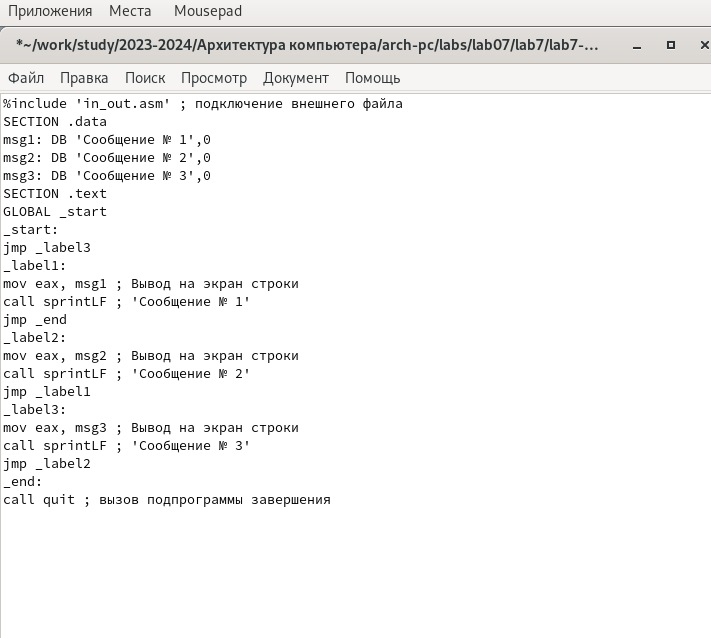 Приложения Места Mousepad
*~/work/study/2023-2024/Архитектура компьютера/arch-pc/labs/lab07/lab7/lab7-...
Файл Правка Поиск Просмотр Документ Помощь
%include 'in_out.asm' ; подключение внешнего файла
SECTION .data
msg1: DB 'Сообщение № 1',0
msg2: DB 'Сообщение № 2',0
msg3: DB 'Сообщение № 3',0
SECTION .text
GLOBAL _start
_start:
jmp _label3
_label1:
mov eax, msg1 ; Вывод на экран строки
call sprintLF ; 'Сообщение № 1'
jmp _end
_label2:
mov eax, msg2 ; Вывод на экран строки
call sprintLF ; 'Сообщение № 2'
jmp _label1
_label3:
mov eax, msg3 ; Вывод на экран строки
call sprintLF ; 'Сообщение № 3'
jmp _label2
_end:
call quit ; вызов подпрограммы завершения